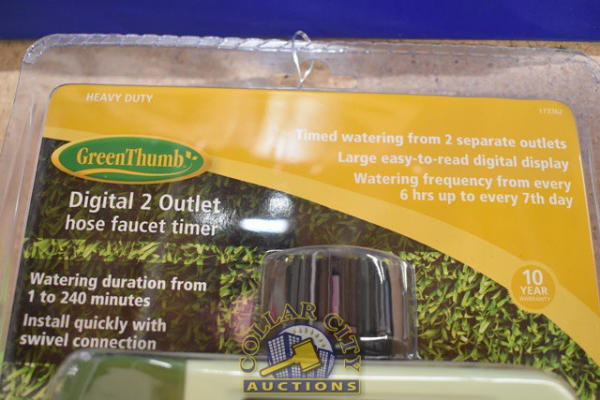 HEAVY DUTY
GreenThumb
Digital 2 Outlet
hose faucet timer
Timed watering from 2 separate outlets
Large easy-to-read digital display
Watering frequency from every
6 hrs up to every 7th day
Watering duration from
1 to 240 minutes
Install quickly with
swivel connection
10
YEAR
WARRANTY
COLLAR CITY
AUCTIONS